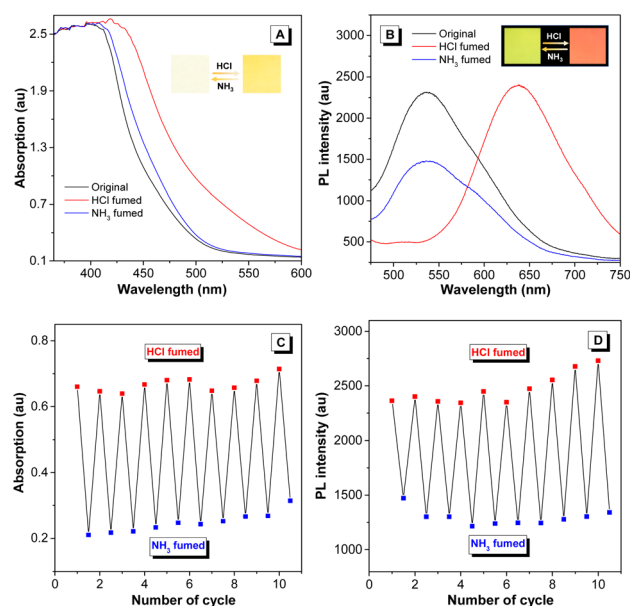 A
Absorption (au)
2.5
1.9
1.3
0.7
0.1
HCl
NH₃
Original
HCl fumed
NH₃ fumed
400 450 500 550 600
Wavelength (nm)
B
PL intensity (au)
3000
2500
2000
1500
1000
500
Original
HCl fumed
NH₃ fumed
HCl
NH₃
500 550 600 650 700 750
Wavelength (nm)
C
Absorption (au)
0.8
0.6
0.4
0.2
HCl fumed
NH₃ fumed
0 2 4 6 8 10
Number of cycle
D
PL intensity (au)
3000
2500
2000
1500
1000
HCl fumed
NH₃ fumed
0 2 4 6 8 10
Number of cycle